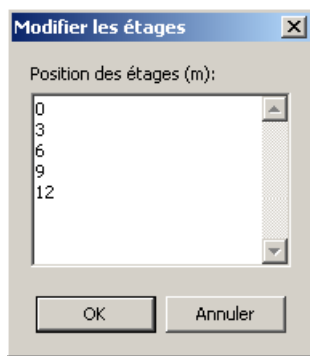 Modifier les étages
Position des étages (m):
0
3
6
9
12
OK
Annuler